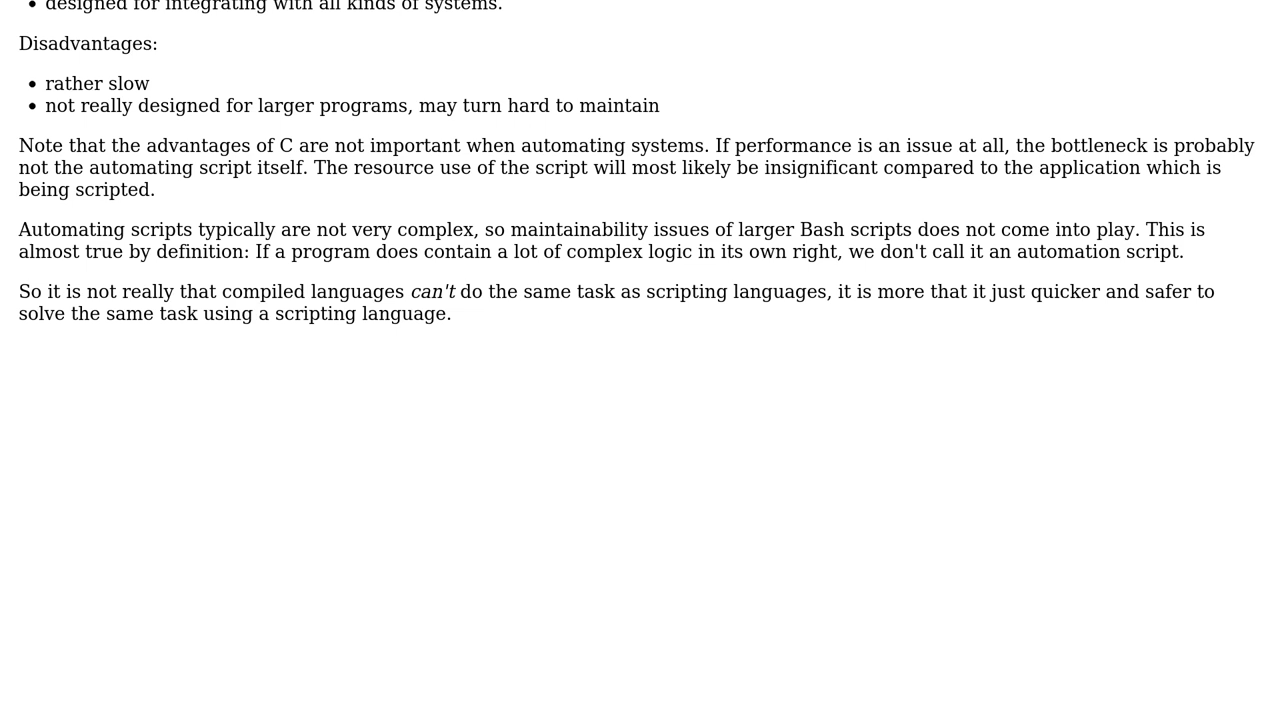 • designed for integrating with all kinds of systems.
Disadvantages:
• rather slow
• not really designed for larger programs, may turn hard to maintain
Note that the advantages of C are not important when automating systems. If performance is an issue at all, the bottleneck is probably
not the automating script itself. The resource use of the script will most likely be insignificant compared to the application which is
being scripted.
Automating scripts typically are not very complex, so maintainability issues of larger Bash scripts does not come into play. This is
almost true by definition: If a program does contain a lot of complex logic in its own right, we don't call it an automation script.
So it is not really that compiled languages can't do the same task as scripting languages, it is more that it just quicker and safer to
solve the same task using a scripting language.